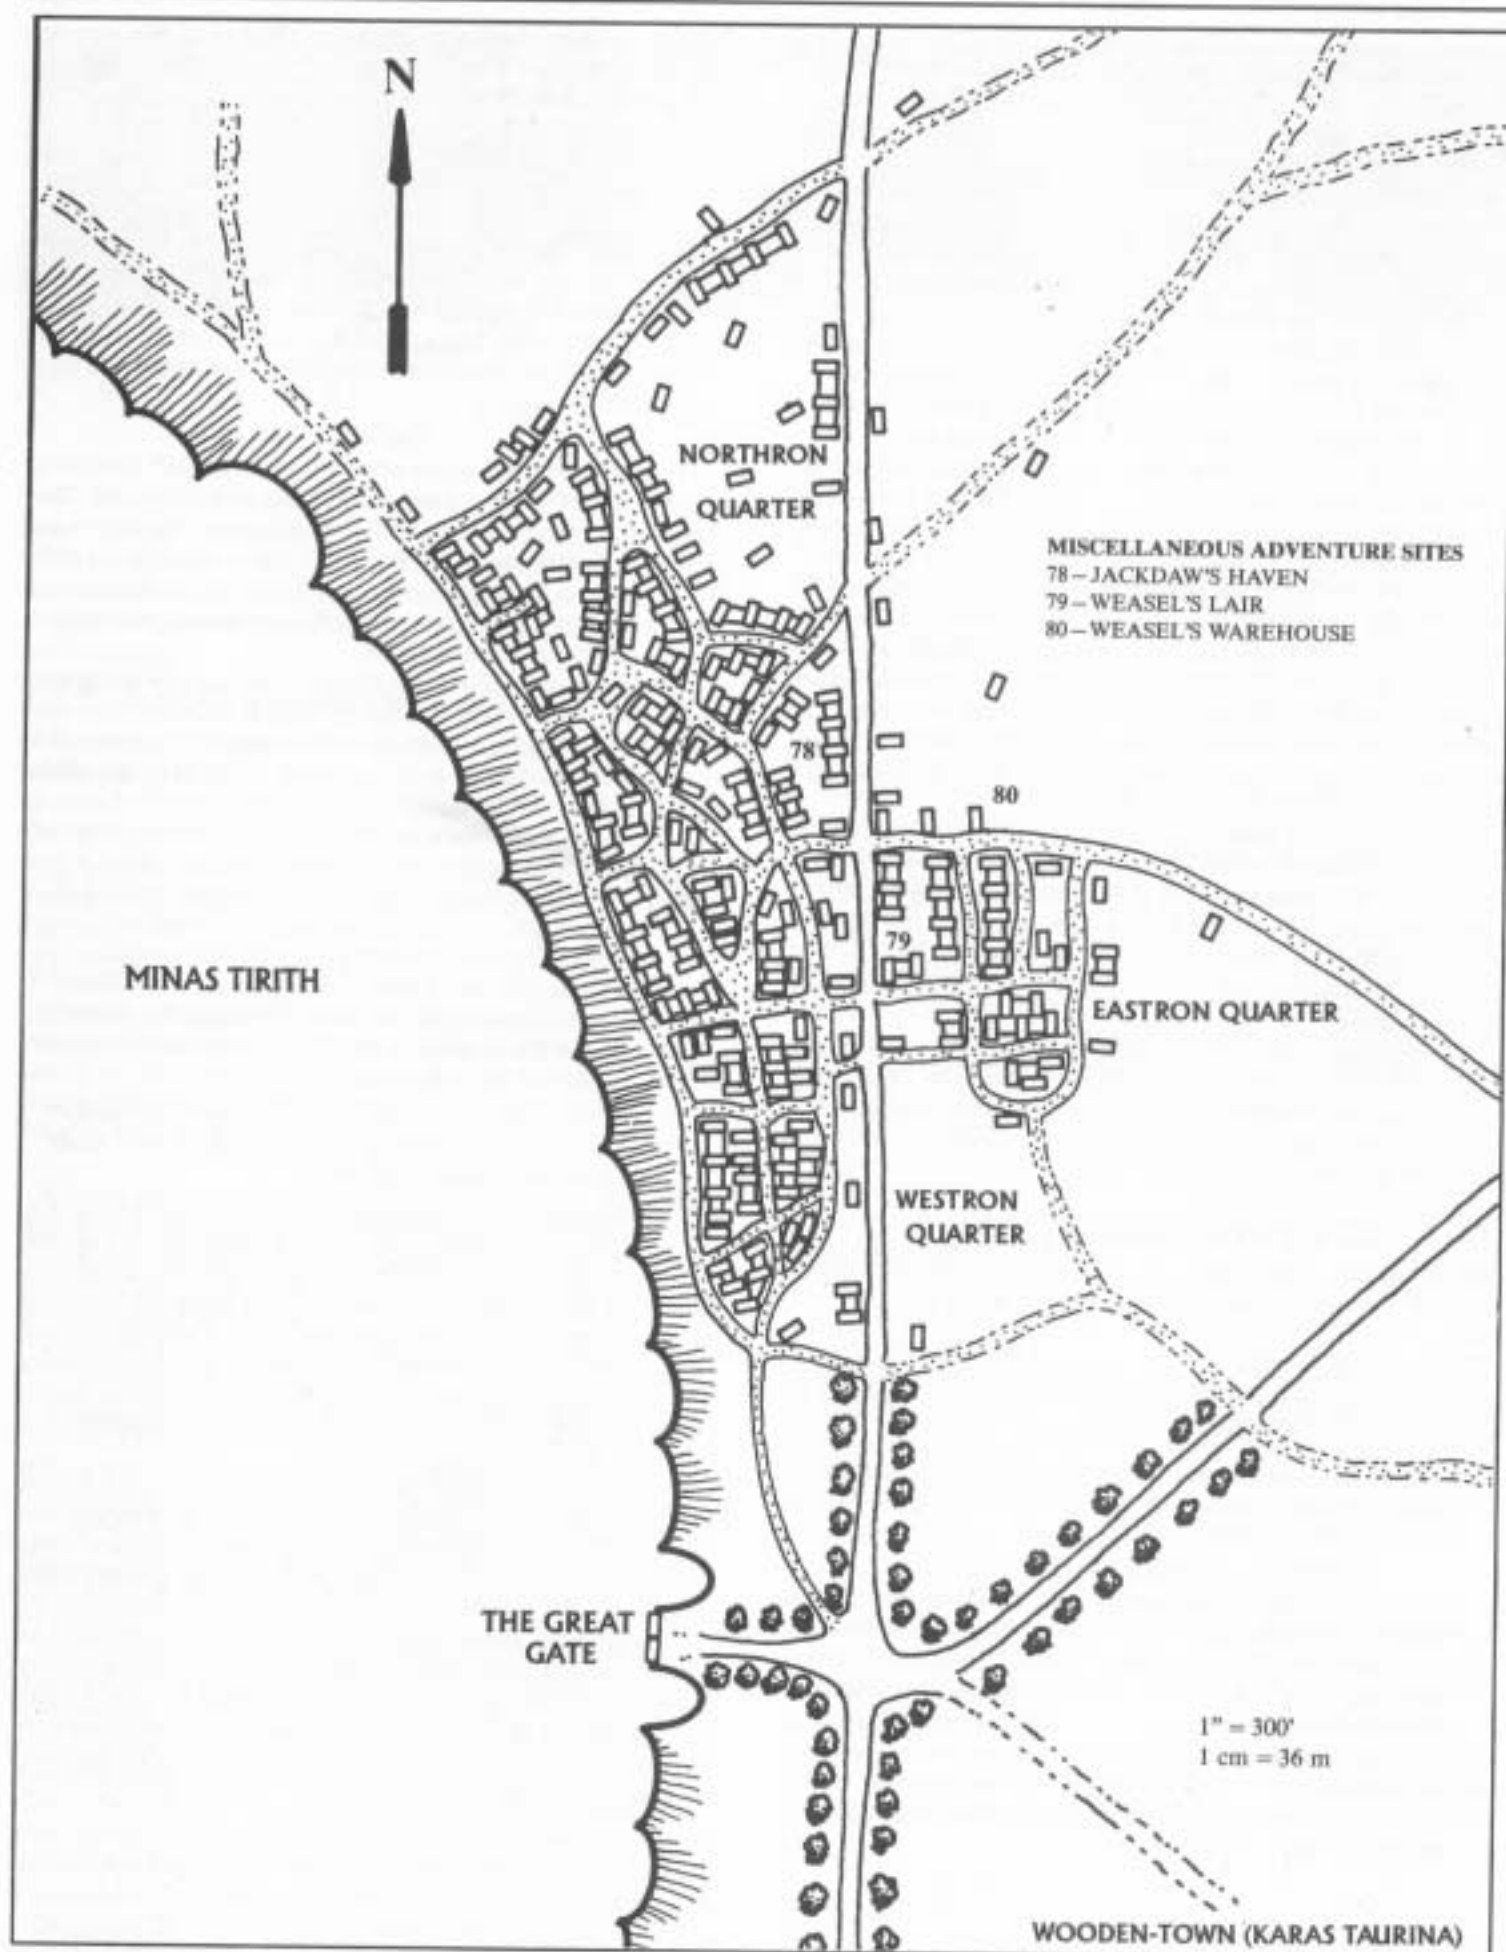 N
NORTHRON
QUARTER
MISCELLANEOUS ADVENTURE SITES
78 – JACKDAW'S HAVEN
79 – WEASEL'S LAIR
80 – WEASEL'S WAREHOUSE
78
80
79
MINAS TIRITH
EASTRON QUARTER
WESTRON
QUARTER
THE GREAT
GATE
1" = 300'
1 cm = 36 m
WOODEN-TOWN (KARAS TAURINA)